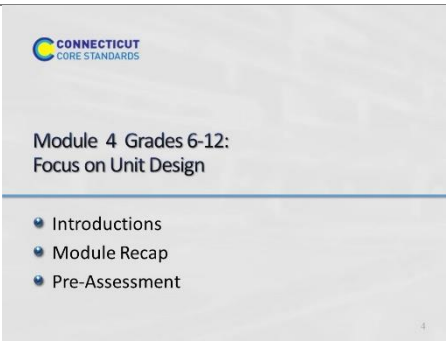 CONNECTICUT
CORE STANDARDS
Module 4 Grades 6-12:
Focus on Unit Design
Introductions
Module Recap
Pre-Assessment
4